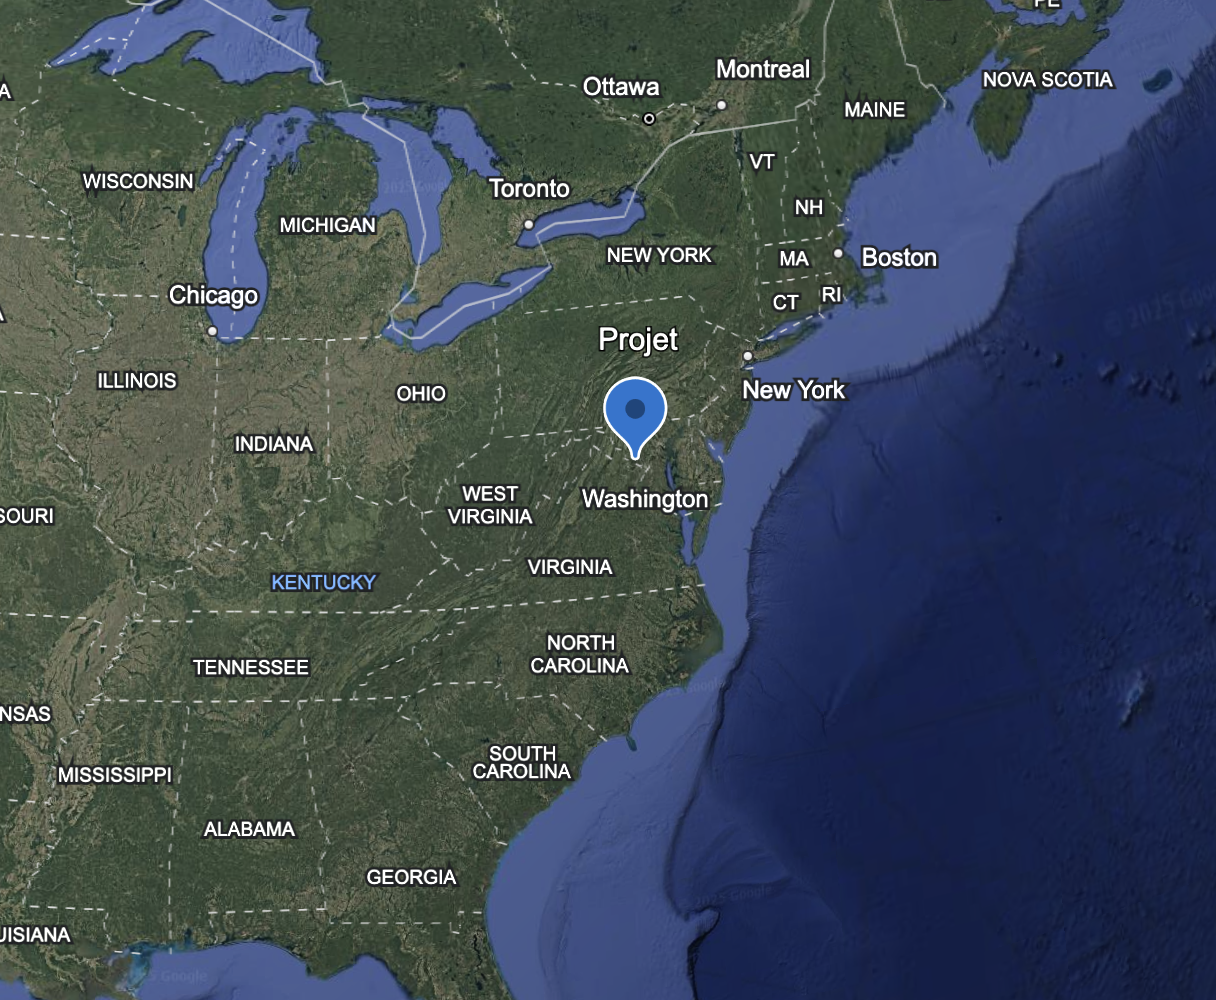 PE
Montreal
Ottawa
NOVA SCOTIA
A
MAINE
VT
WISCONSIN
Toronto
NH
MICHIGAN
NEW YORK
MA
Boston
Chicago
CT
RI
Projet
ILLINOIS
OHIO
New York
INDIANA
WEST
VIRGINIA
Washington
SOURI
VIRGINIA
KENTUCKY
NORTH
CAROLINA
TENNESSEE
NSAS
SOUTH
CAROLINA
MISSISSIPPI
ALABAMA
GEORGIA
UISIANA
Google